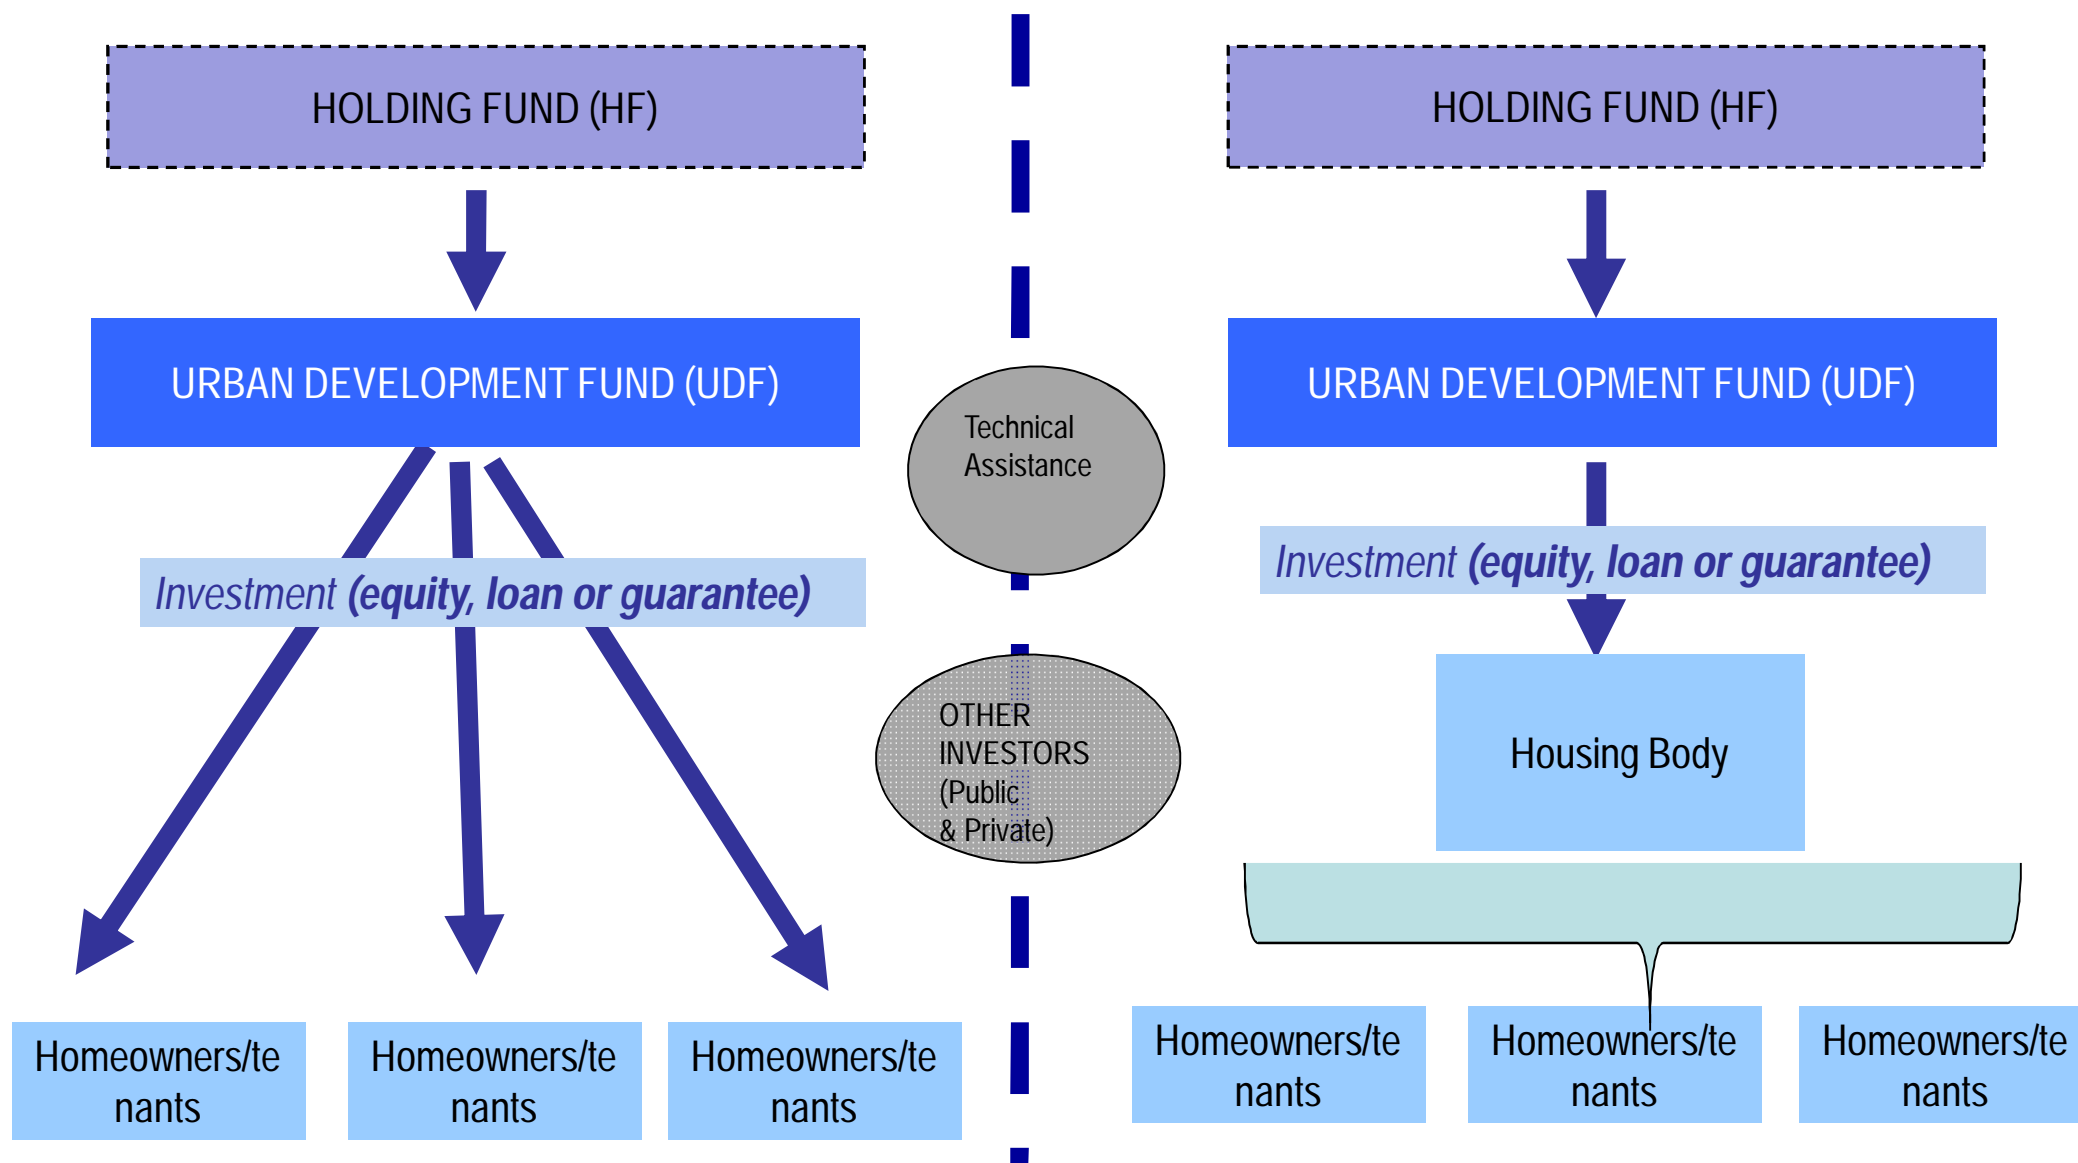 HOLDING FUND (HF)
URBAN DEVELOPMENT FUND (UDF)
Investment (equity, loan or guarantee)
Homeowners/te
nants
Homeowners/te
nants
Homeowners/te
nants
Technical
Assistance
OTHER
INVESTORS
(Public
& Private)
HOLDING FUND (HF)
URBAN DEVELOPMENT FUND (UDF)
Investment (equity, loan or guarantee)
Housing Body
Homeowners/te
nants
Homeowners/te
nants
Homeowners/te
nants